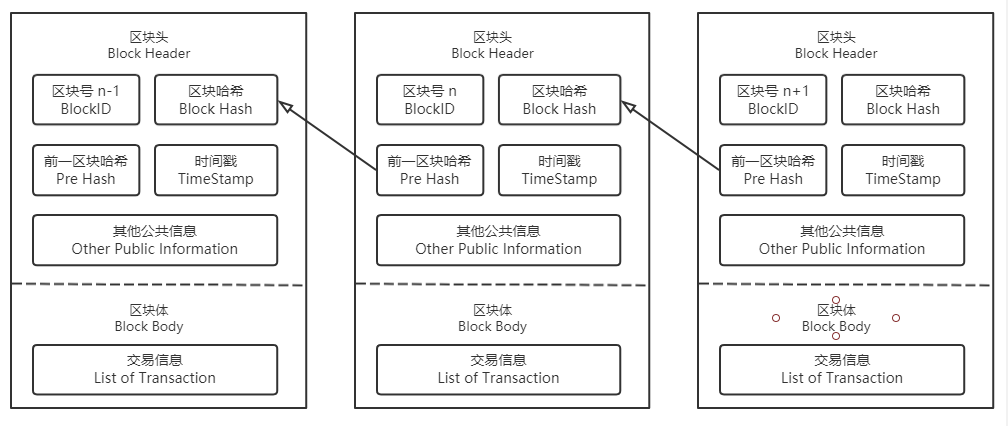 区块头
Block Header
区块号 n-1
BlockID
区块哈希
Block Hash
前一区块哈希
Pre Hash
时间戳
TimeStamp
其他公共信息
Other Public Information
区块体
Block Body
交易信息
List of Transaction
区块头
Block Header
区块号 n
BlockID
区块哈希
Block Hash
前一区块哈希
Pre Hash
时间戳
TimeStamp
其他公共信息
Other Public Information
区块体
Block Body
交易信息
List of Transaction
区块头
Block Header
区块号 n+1
BlockID
区块哈希
Block Hash
前一区块哈希
Pre Hash
时间戳
TimeStamp
其他公共信息
Other Public Information
区块体
Block Body
交易信息
List of Transaction